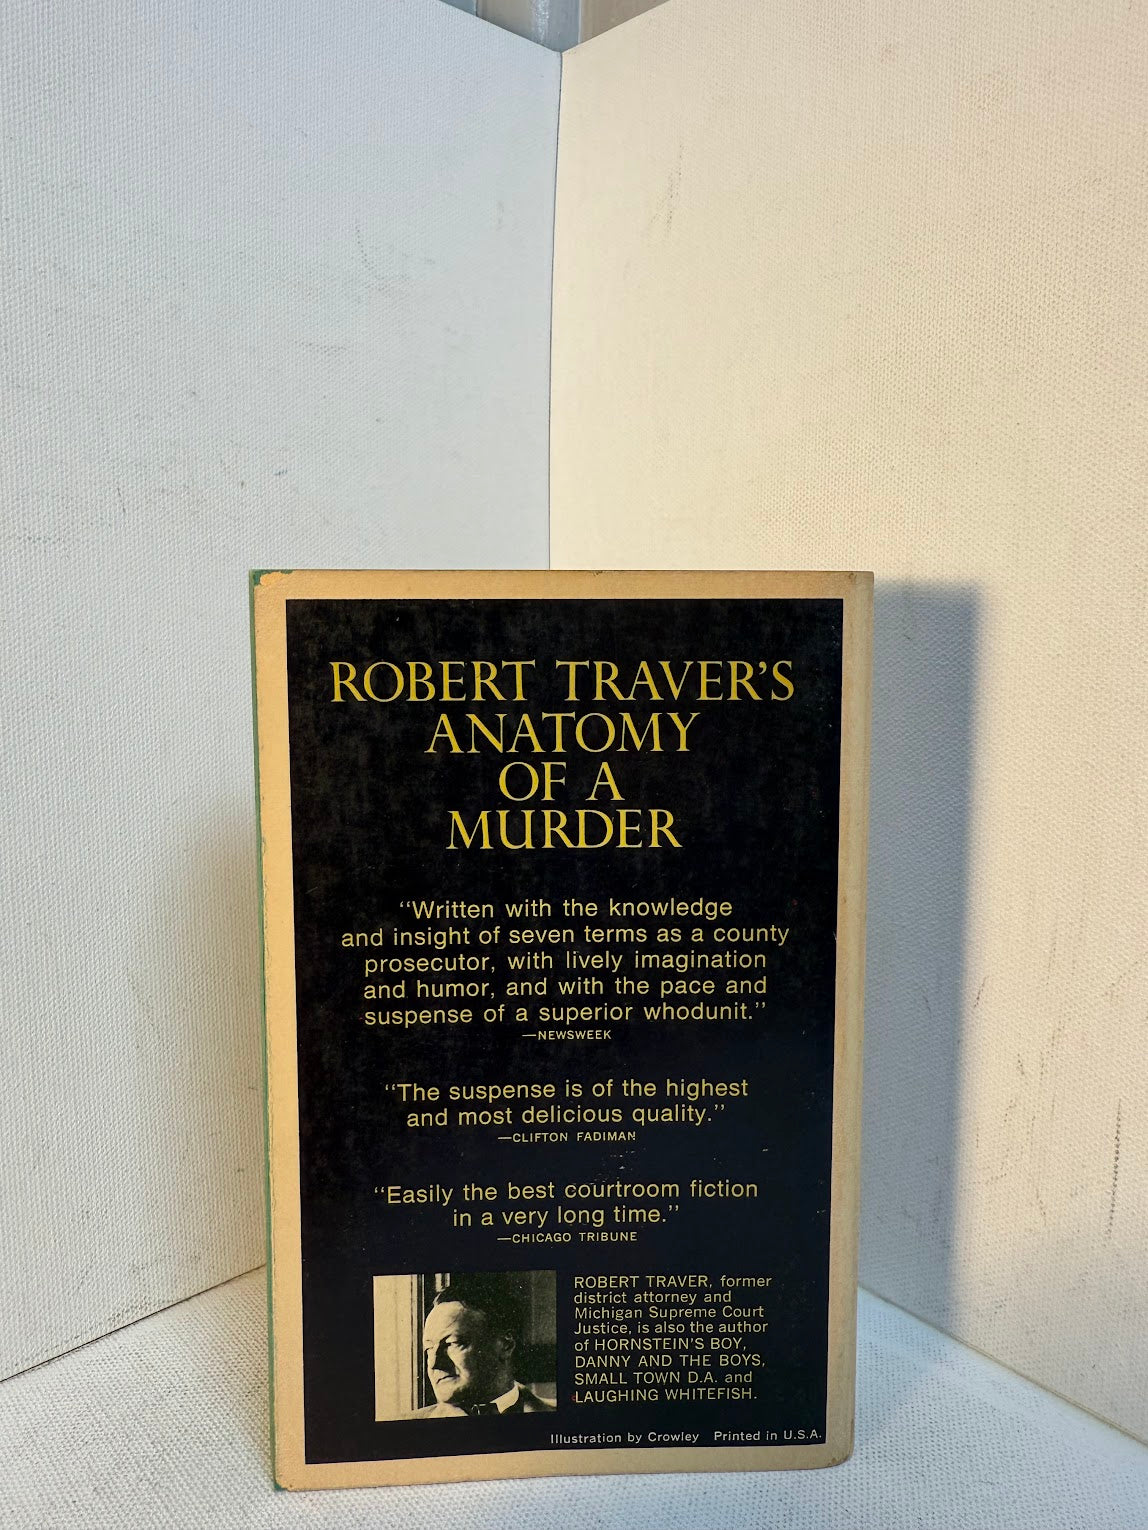 ROBERT TRAVER'S
ANATOMY
OF A
MURDER
"Written with the knowledge
and insight of seven terms as a county
prosecutor, with lively imagination
and humor, and with the pace and
suspense of a superior whodunit."
—NEWSWEEK
"The suspense is of the highest
and most delicious quality."
—CLIFTON FADIMAN
"Easily the best courtroom fiction
in a very long time."
—CHICAGO TRIBUNE
ROBERT TRAVER, former
district attorney and
Michigan Supreme Court
Justice, is also the author
of HORNSTEIN'S BOY,
DANNY AND THE BOYS,
SMALL TOWN D.A. and
LAUGHING WHITEFISH.
Illustration by Crowley Printed in U.S.A.